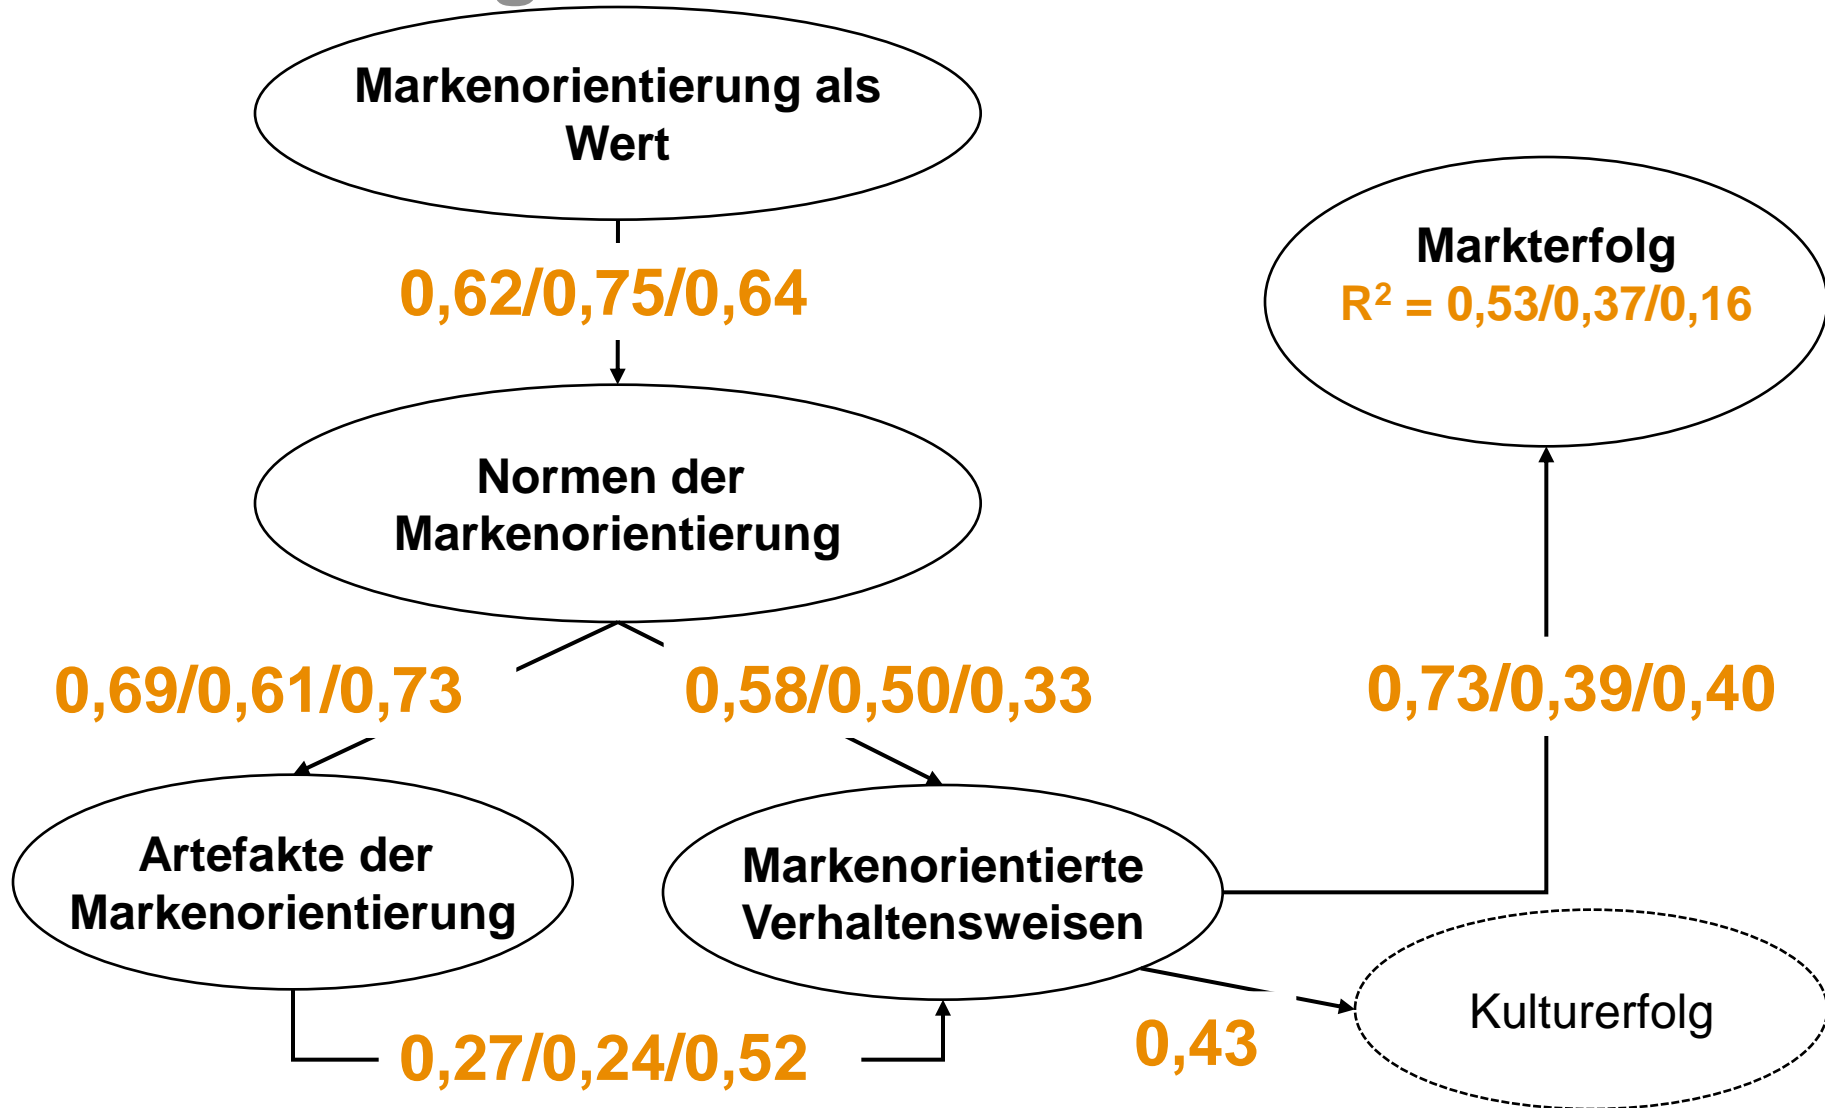 Markenorientierung als
Wert
0,62/0,75/0,64
Markterfolg
R² = 0,53/0,37/0,16
Normen der
Markenorientierung
0,69/0,61/0,73
0,58/0,50/0,33
0,73/0,39/0,40
Artefakte der
Markenorientierung
Markenorientierte
Verhaltensweisen
Kulturerfolg
0,27/0,24/0,52
0,43